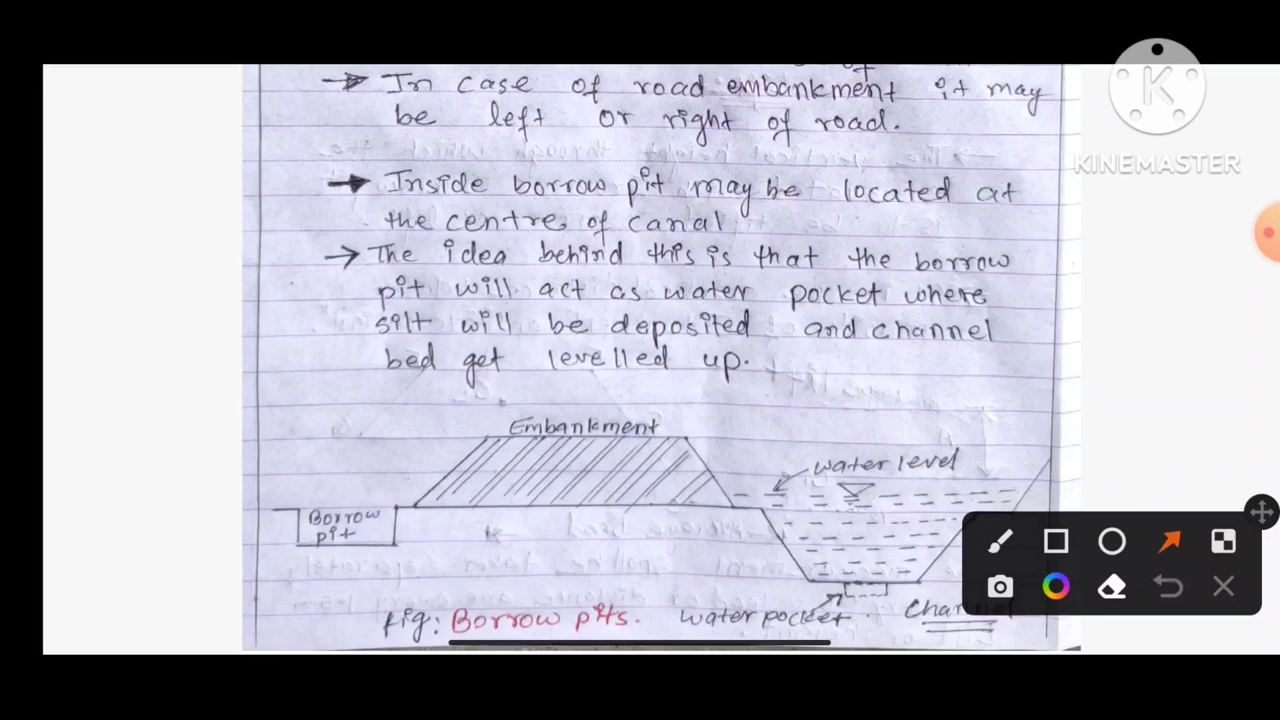 → In case of road embankment it may
be left or right of road.
→ Inside borrow pit may be located at
the centre of canal
→ The idea behind this is that the borrow
pit will act as water pocket where
silt will be deposited and channel
bed get levelled up.
Embankment
water level
Borrow
pit
water pocket
Channel
fig: Borrow pits.
K
KINEMASTER